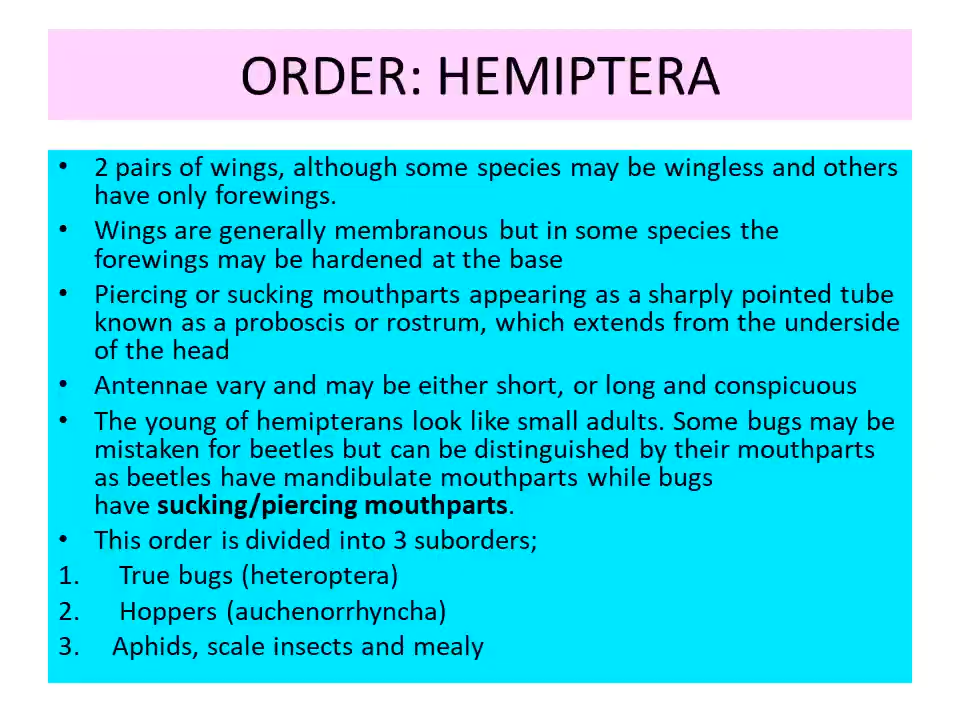 ORDER: HEMIPTERA
• 2 pairs of wings, although some species may be wingless and others
have only forewings.
• Wings are generally membranous but in some species the
forewings may be hardened at the base
• Piercing or sucking mouthparts appearing as a sharply pointed tube
known as a proboscis or rostrum, which extends from the underside
of the head
• Antennae vary and may be either short, or long and conspicuous
• The young of hemipterans look like small adults. Some bugs may be
mistaken for beetles but can be distinguished by their mouthparts
as beetles have mandibulate mouthparts while bugs
have sucking/piercing mouthparts.
• This order is divided into 3 suborders;
1. True bugs (heteroptera)
2. Hoppers (auchenorrhyncha)
3. Aphids, scale insects and mealy